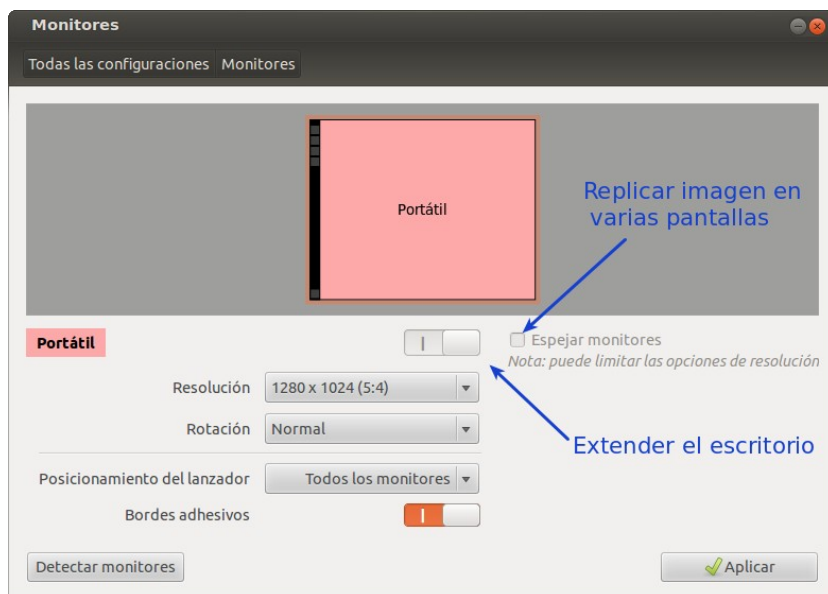 Monitores
Todas las configuraciones Monitores
Portátil
Replicar imagen en
varias pantallas
Portátil
Espejar monitores
Nota: puede limitar las opciones de resolución
Resolución 1280 x 1024 (5:4)
Rotación Normal
Extender el escritorio
Posicionamiento del lanzador Todos los monitores
Bordes adhesivos
Detectar monitores Aplicar